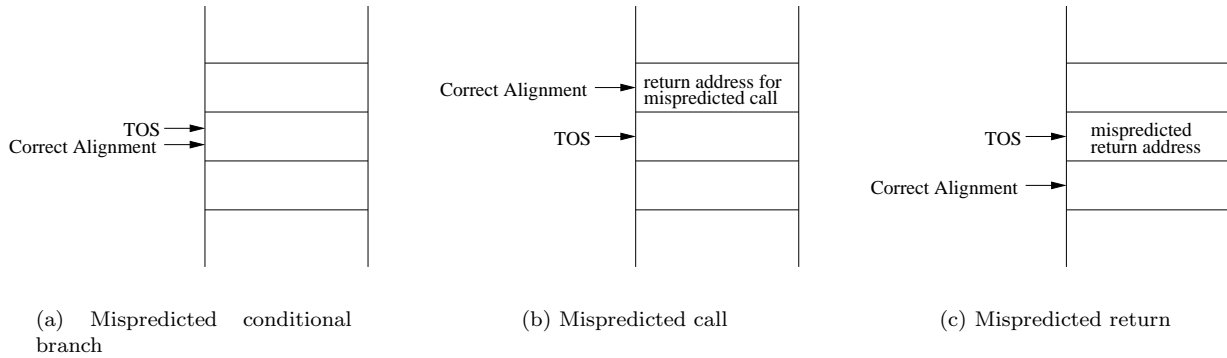 TOS
Correct Alignment
(a) Mispredicted conditional
branch
Correct Alignment
return address for
mispredicted call
TOS
(b) Mispredicted call
TOS
mispredicted
return address
Correct Alignment
(c) Mispredicted return